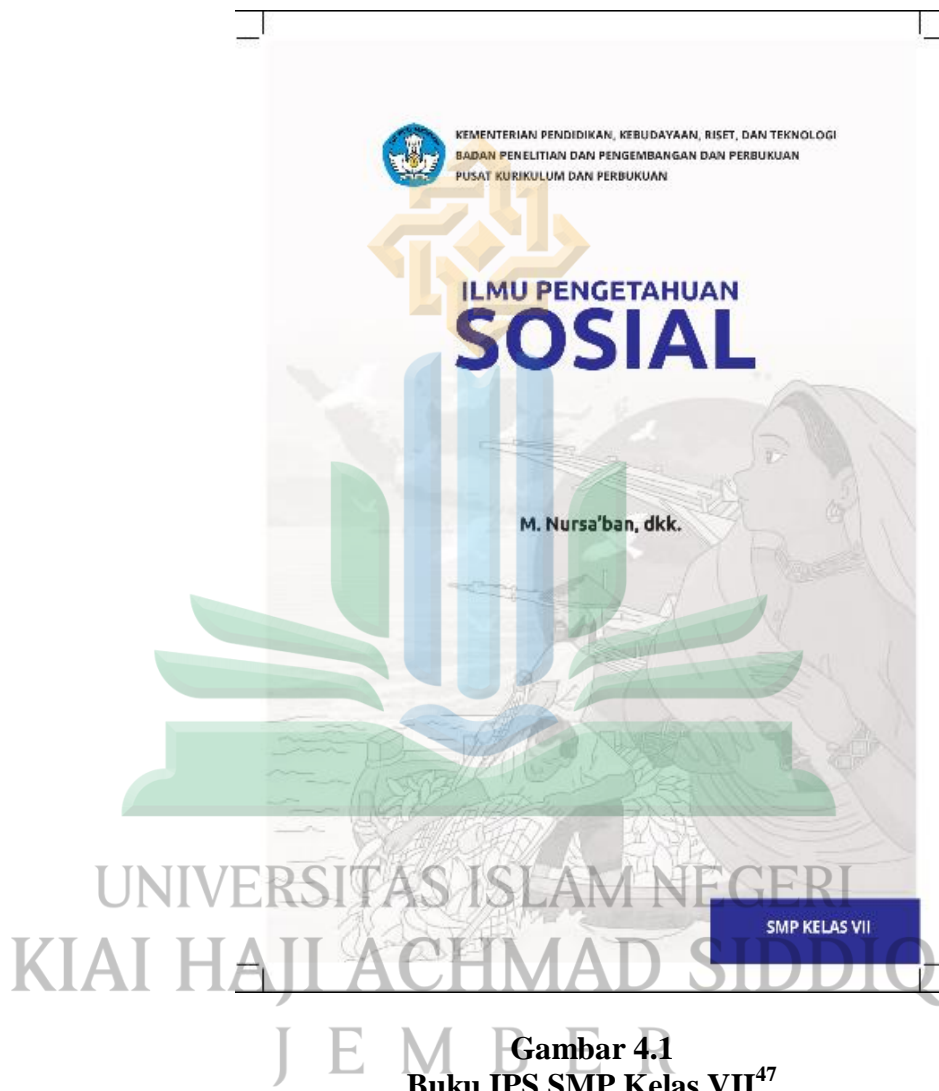 KEMENTERIAN PENDIDIKAN, KEBUDAYAAN, RISET, DAN TEKNOLOGI
BADAN PENELITIAN DAN PENGEMBANGAN DAN PERBUKUAN
PUSAT KURIKULUM DAN PERBUKUAN
ILMU PENGETAHUAN
SOSIAL
M. Nursa'ban, dkk.
UNIVERSITAS ISLAM NEGERI
SMP KELAS VII
KIAI HAJI ACHMAD SIDDIQ
JEMBER
Gambar 4.1
Buku IPS SMP Kelas VII47